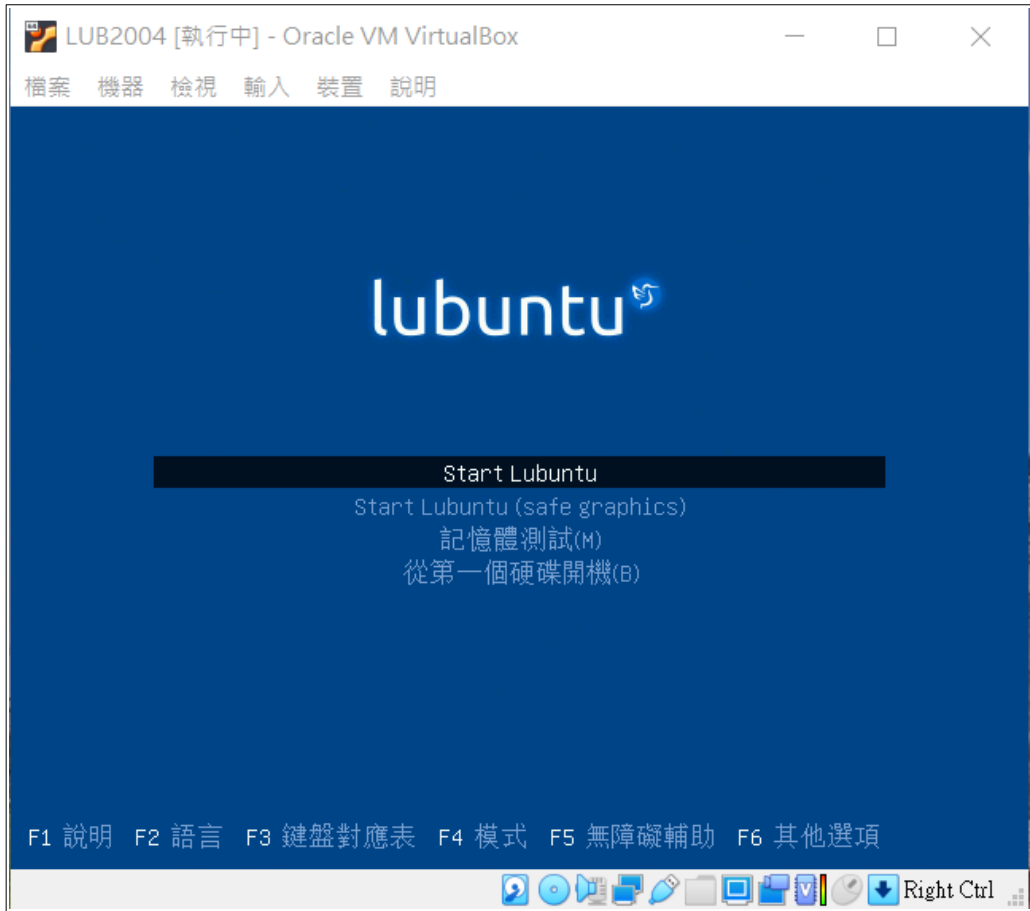 LUB2004 [執行中] - Oracle VM VirtualBox
檔案 機器 檢視 輸入 裝置 說明
lubuntu
Start Lubuntu
Start Lubuntu (safe graphics)
記憶體測試(M)
從第一個硬碟開機(B)
F1 說明 F2 語言 F3 鍵盤對應表 F4 模式 F5 無障礙輔助 F6 其他選項
Right Ctrl